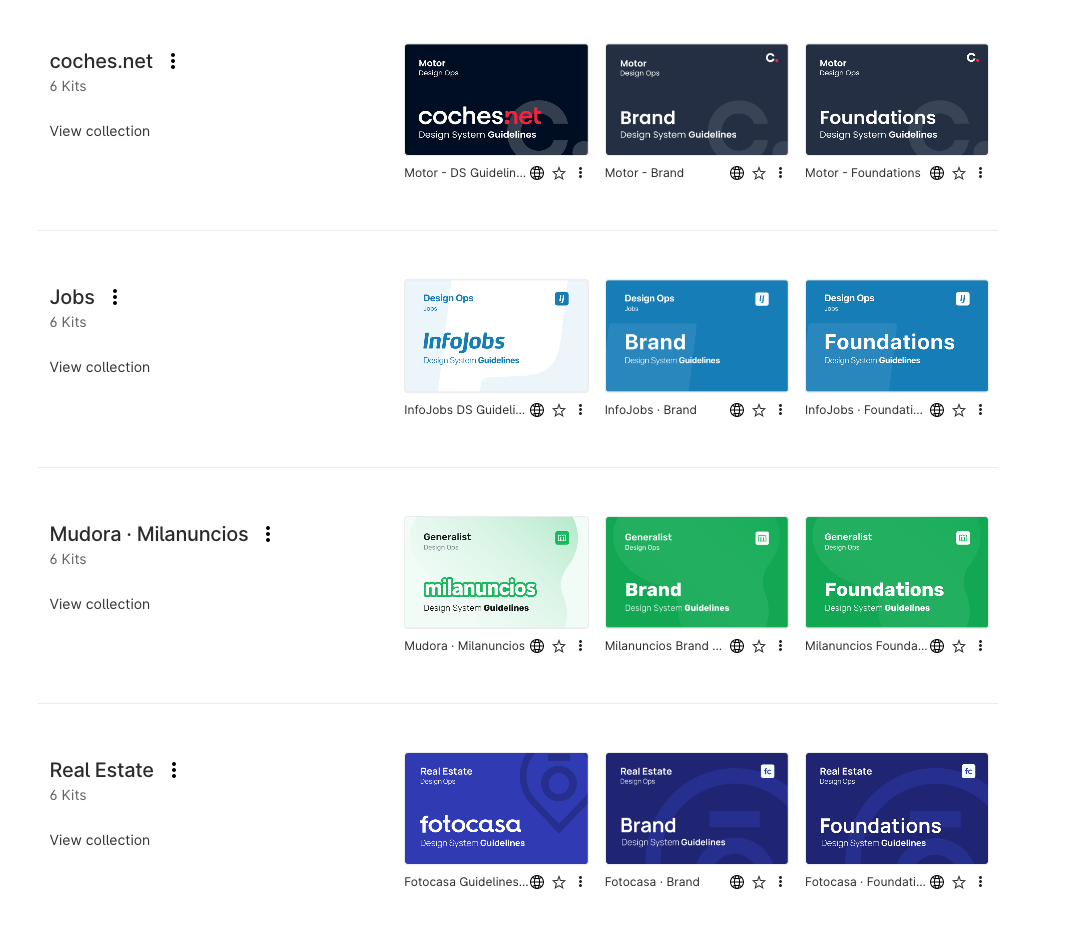 coches.net
6 Kits
View collection
Motor
Design Ops
coches.net
Design System Guidelines
Motor - DS Guidelin...
Motor
Design Ops
C.
Brand
Design System Guidelines
Motor - Brand
Motor
Design Ops
C.
Foundations
Design System Guidelines
Motor - Foundations
Jobs
6 Kits
View collection
Design Ops
Jobs
IJ
InfoJobs
Design System Guidelines
InfoJobs DS Guideli...
Design Ops
Jobs
IJ
Brand
Design System Guidelines
InfoJobs · Brand
Design Ops
Jobs
IJ
Foundations
Design System Guidelines
InfoJobs · Foundati...
Mudora · Milanuncios
6 Kits
View collection
Generalist
Design Ops
m
milanuncios
Design System Guidelines
Mudora · Milanuncios
Generalist
Design Ops
m
Brand
Design System Guidelines
Milanuncios Brand ...
Generalist
Design Ops
m
Foundations
Design System Guidelines
Milanuncios Founda...
Real Estate
6 Kits
View collection
Real Estate
Design Ops
fotocasa
Design System Guidelines
Fotocasa Guidelines...
Real Estate
Design Ops
fc
Brand
Design System Guidelines
Fotocasa · Brand
Real Estate
Design Ops
fc
Foundations
Design System Guidelines
Fotocasa · Foundati...